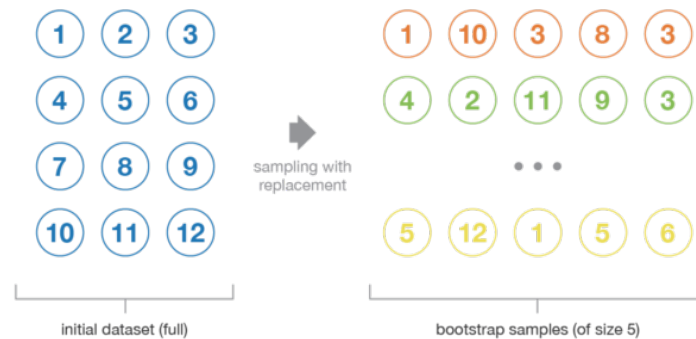 1 2 3 1 10 3 8 3
4 5 6 4 2 11 9 3
sampling with
replacement
7 8 9 • • •
10 11 12 5 12 1 5 6
initial dataset (full) bootstrap samples (of size 5)